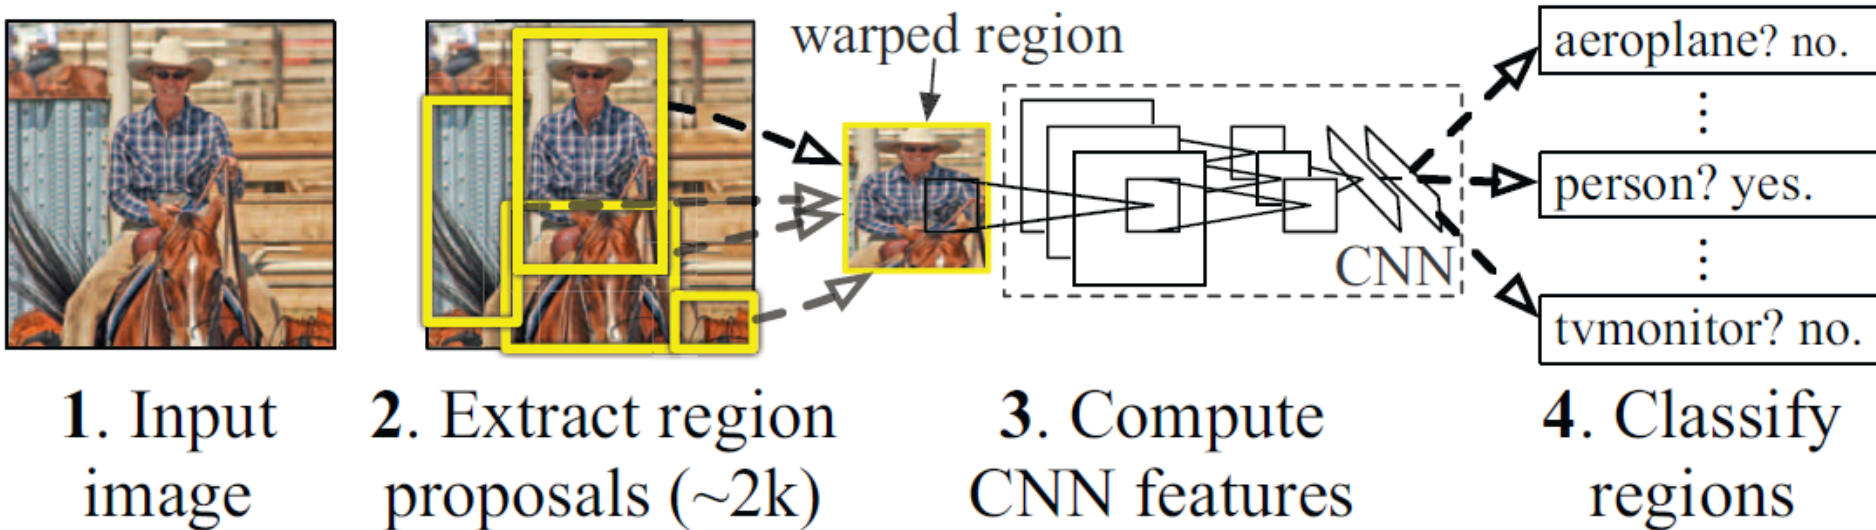 warped region
aeroplane? no.
⋮
person? yes.
⋮
tvmonitor? no.
CNN
1. Input
image
2. Extract region
proposals (~2k)
3. Compute
CNN features
4. Classify
regions